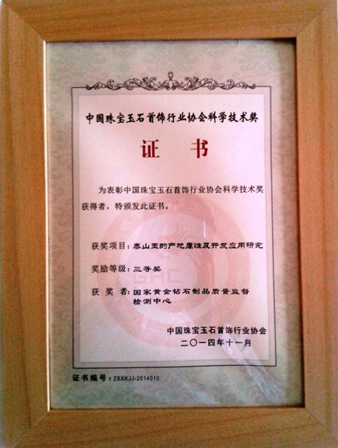 中国珠宝玉石首饰行业协会科学技术奖
证 书
为表彰中国珠宝玉石首饰行业协会科学技术奖
获得者，特颁发此证书。
获奖项目：泰山玉的产地属性及开发应用研究
奖励等级：三等奖
获 奖 者：国家黄金钻石制品质量监督
检测中心
中国珠宝玉石首饰行业协会
二〇一四年十一月
证书编号：ZBXKJJ-2014010